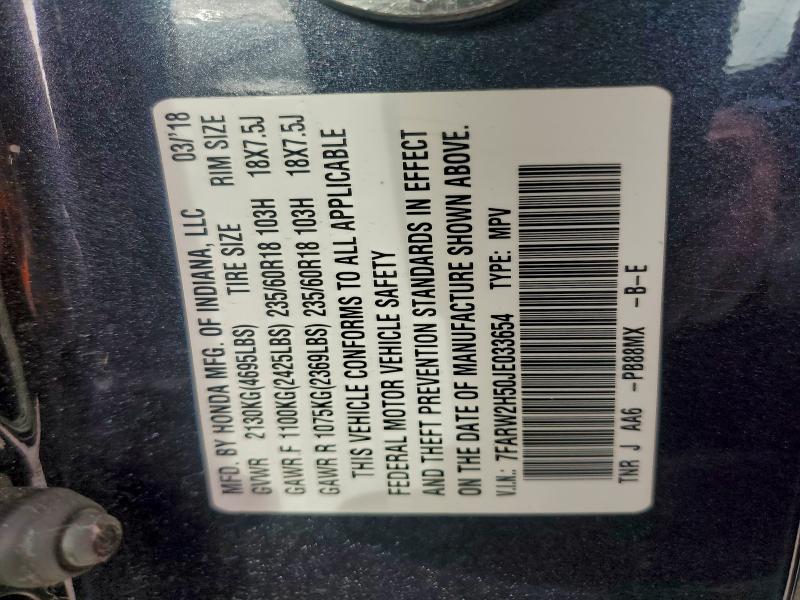 MFD. BY HONDA MFG. OF INDIANA, LLC 03/'18
GVWR 2130KG(4695LBS) TIRE SIZE RIM SIZE
GAWR F 1100KG(2425LBS) 235/60R18 103H 18X7.5J
GAWR R 1075KG(2369LBS) 235/60R18 103H 18X7.5J
THIS VEHICLE CONFORMS TO ALL APPLICABLE
FEDERAL MOTOR VEHICLE SAFETY
AND THEFT PREVENTION STANDARDS IN EFFECT
ON THE DATE OF MANUFACTURE SHOWN ABOVE.
V.I.N.: 7FARW2H50JE033654 TYPE: MPV
TNR J AA6 -PB88MX -B-E